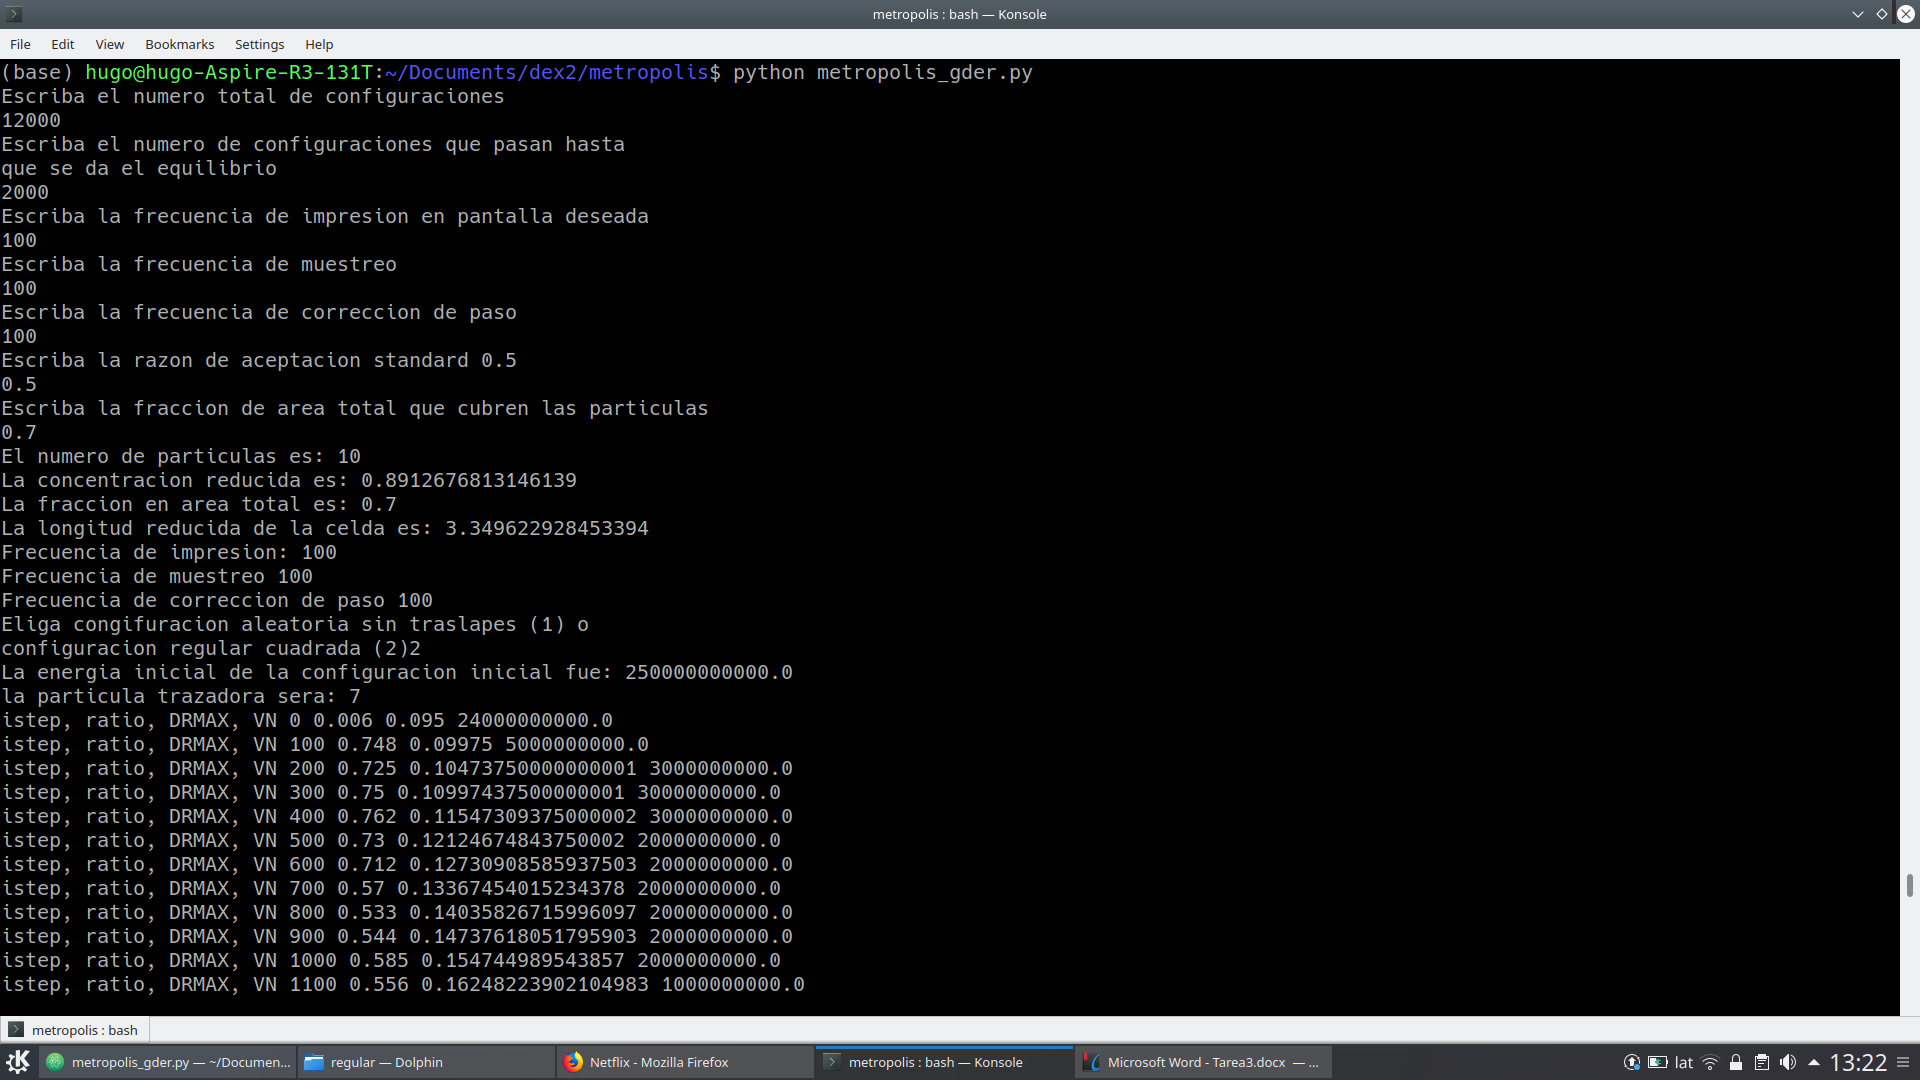 metropolis : bash — Konsole
File Edit View Bookmarks Settings Help
(base) hugo@hugo-Aspire-R3-131T:~/Documents/dex2/metropolis$ python metropolis_gder.py
Escriba el numero total de configuraciones
12000
Escriba el numero de configuraciones que pasan hasta
que se da el equilibrio
2000
Escriba la frecuencia de impresion en pantalla deseada
100
Escriba la frecuencia de muestreo
100
Escriba la frecuencia de correccion de paso
100
Escriba la razon de aceptacion standard 0.5
0.5
Escriba la fraccion de area total que cubren las particulas
0.7
El numero de particulas es: 10
La concentracion reducida es: 0.8912676813146139
La fraccion en area total es: 0.7
La longitud reducida de la celda es: 3.349622928453394
Frecuencia de impresion: 100
Frecuencia de muestreo 100
Frecuencia de correccion de paso 100
Eliga congifuracion aleatoria sin traslapes (1) o
configuracion regular cuadrada (2)2
La energia inicial de la configuracion inicial fue: 250000000000.0
la particula trazadora sera: 7
istep, ratio, DRMAX, VN 0 0.006 0.095 24000000000.0
istep, ratio, DRMAX, VN 100 0.748 0.09975 5000000000.0
istep, ratio, DRMAX, VN 200 0.725 0.10473750000000001 3000000000.0
istep, ratio, DRMAX, VN 300 0.75 0.10997437500000001 3000000000.0
istep, ratio, DRMAX, VN 400 0.762 0.11547309375000002 3000000000.0
istep, ratio, DRMAX, VN 500 0.73 0.12124674843750002 2000000000.0
istep, ratio, DRMAX, VN 600 0.712 0.12730908585937503 2000000000.0
istep, ratio, DRMAX, VN 700 0.57 0.13367454015234378 2000000000.0
istep, ratio, DRMAX, VN 800 0.533 0.14035826715996097 2000000000.0
istep, ratio, DRMAX, VN 900 0.544 0.14737618051795903 2000000000.0
istep, ratio, DRMAX, VN 1000 0.585 0.154744989543857 2000000000.0
istep, ratio, DRMAX, VN 1100 0.556 0.16248223902104983 1000000000.0
metropolis : bash
metropolis_gder.py — ~/Documen... regular — Dolphin Netflix - Mozilla Firefox metropolis : bash — Konsole Microsoft Word - Tarea3.docx — ... lat 13:22